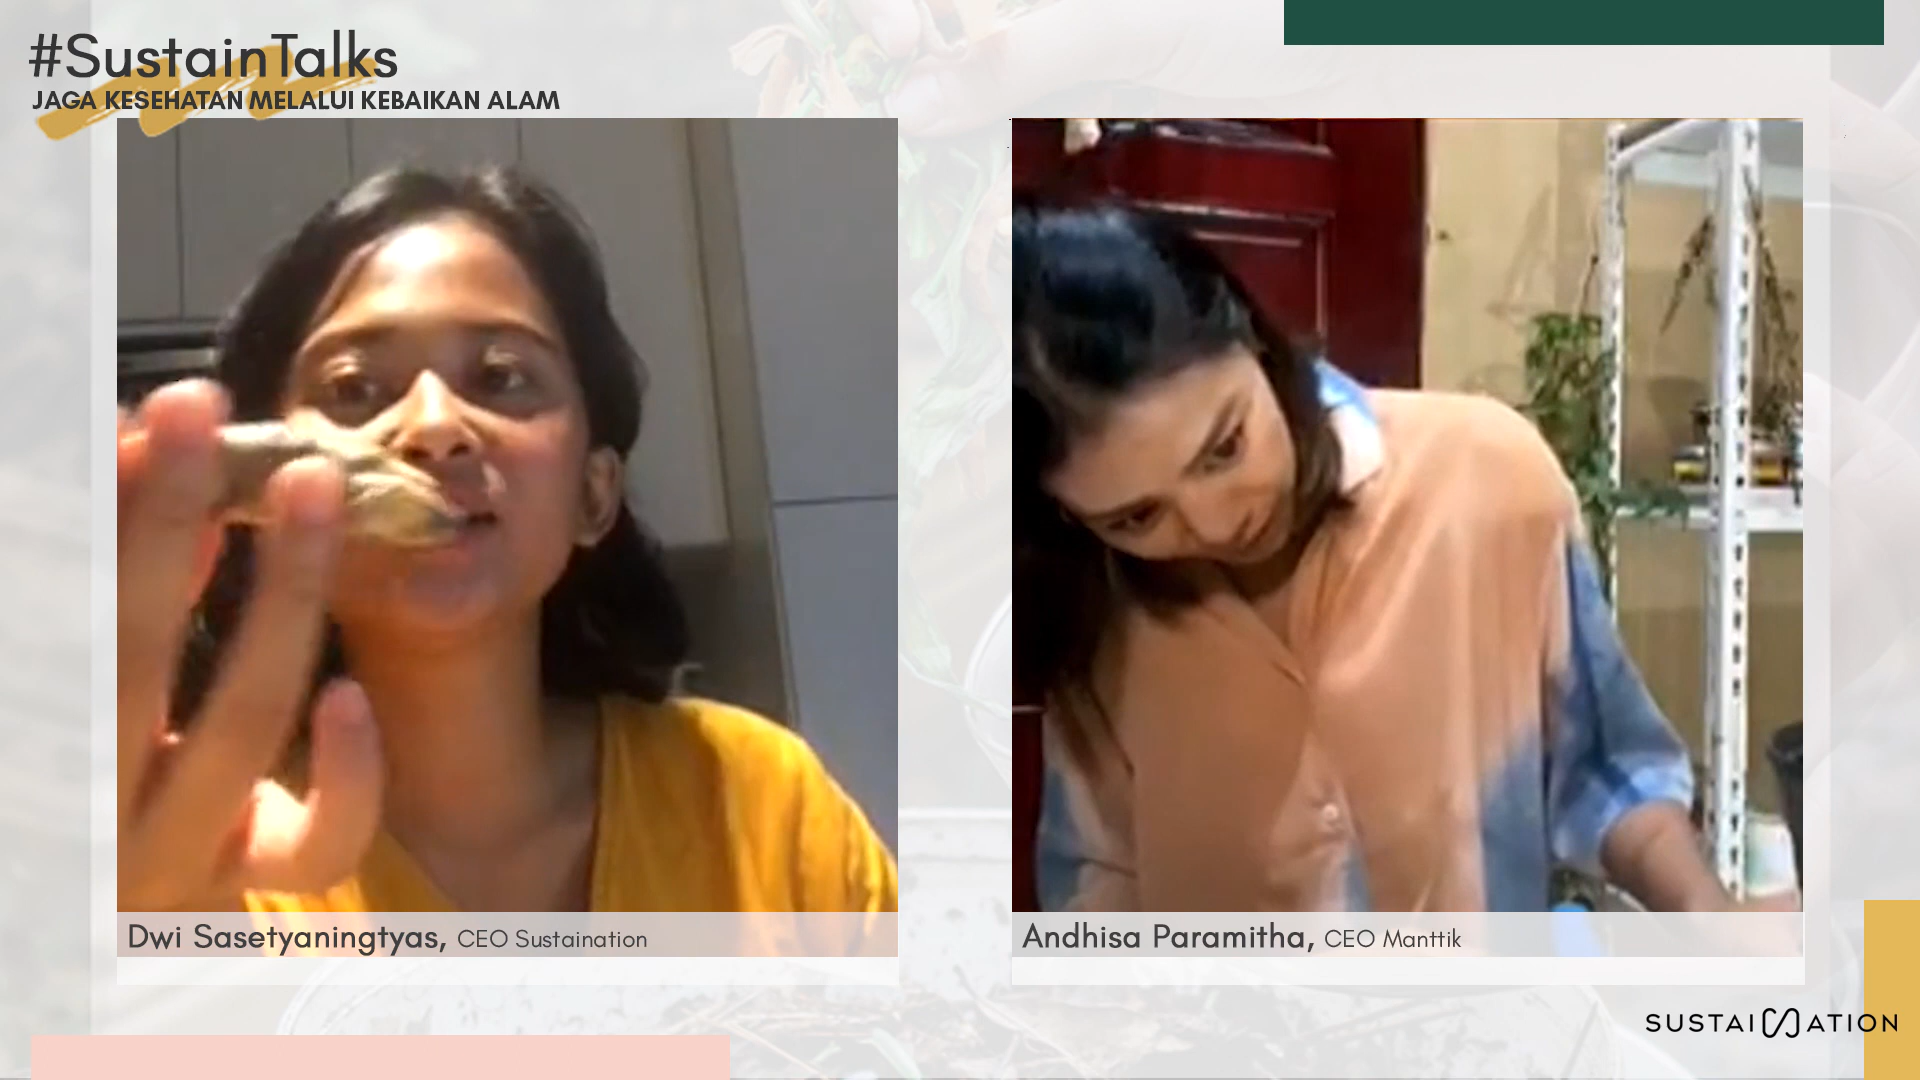 #SustainTalks
JAGA KESEHATAN MELALUI KEBAIKAN ALAM
Dwi Sasetyaningtyas, CEO Sustaination
Andhisa Paramitha, CEO Manttik
SUSTAINATION